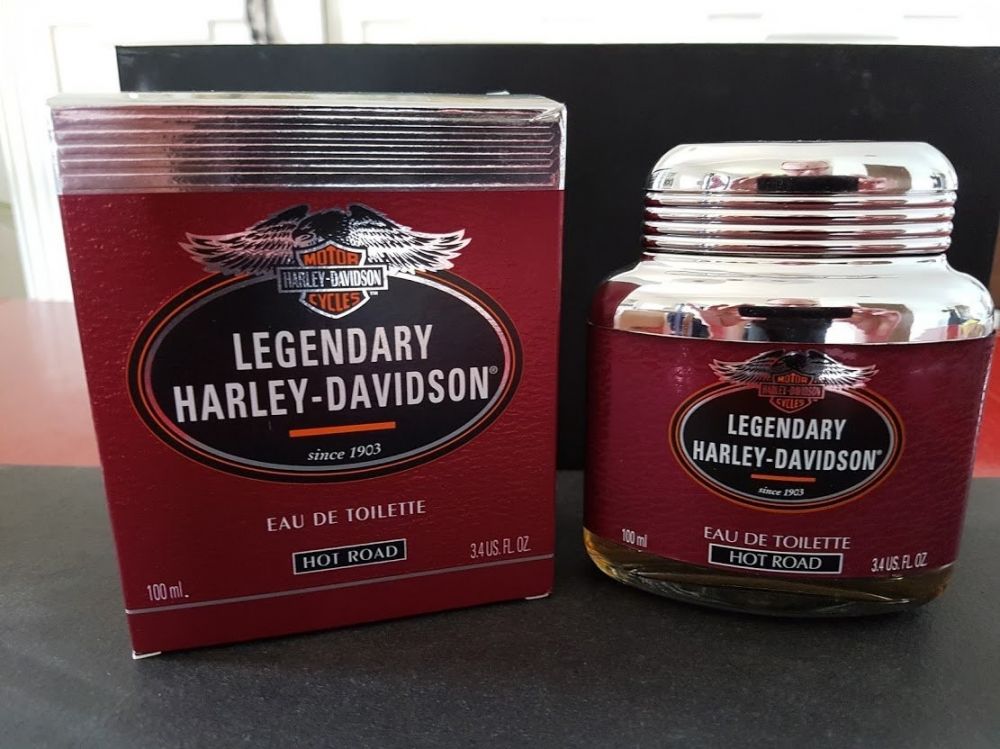 MOTOR
HARLEY-DAVIDSON
CYCLES™
LEGENDARY
HARLEY-DAVIDSON®
since 1903
EAU DE TOILETTE
HOT ROAD
100 ml.
3.4 US. FL. OZ.
MOTOR
HARLEY-DAVIDSON
CYCLES
LEGENDARY
HARLEY-DAVIDSON®
since 1903
100 ml
EAU DE TOILETTE
HOT ROAD
3.4 US. FL. OZ.